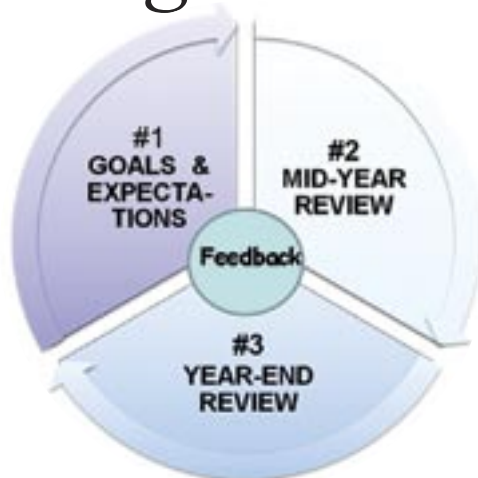 #1
GOALS &
EXPECTA-
TIONS
#2
MID-YEAR
REVIEW
Feedback
#3
YEAR-END
REVIEW